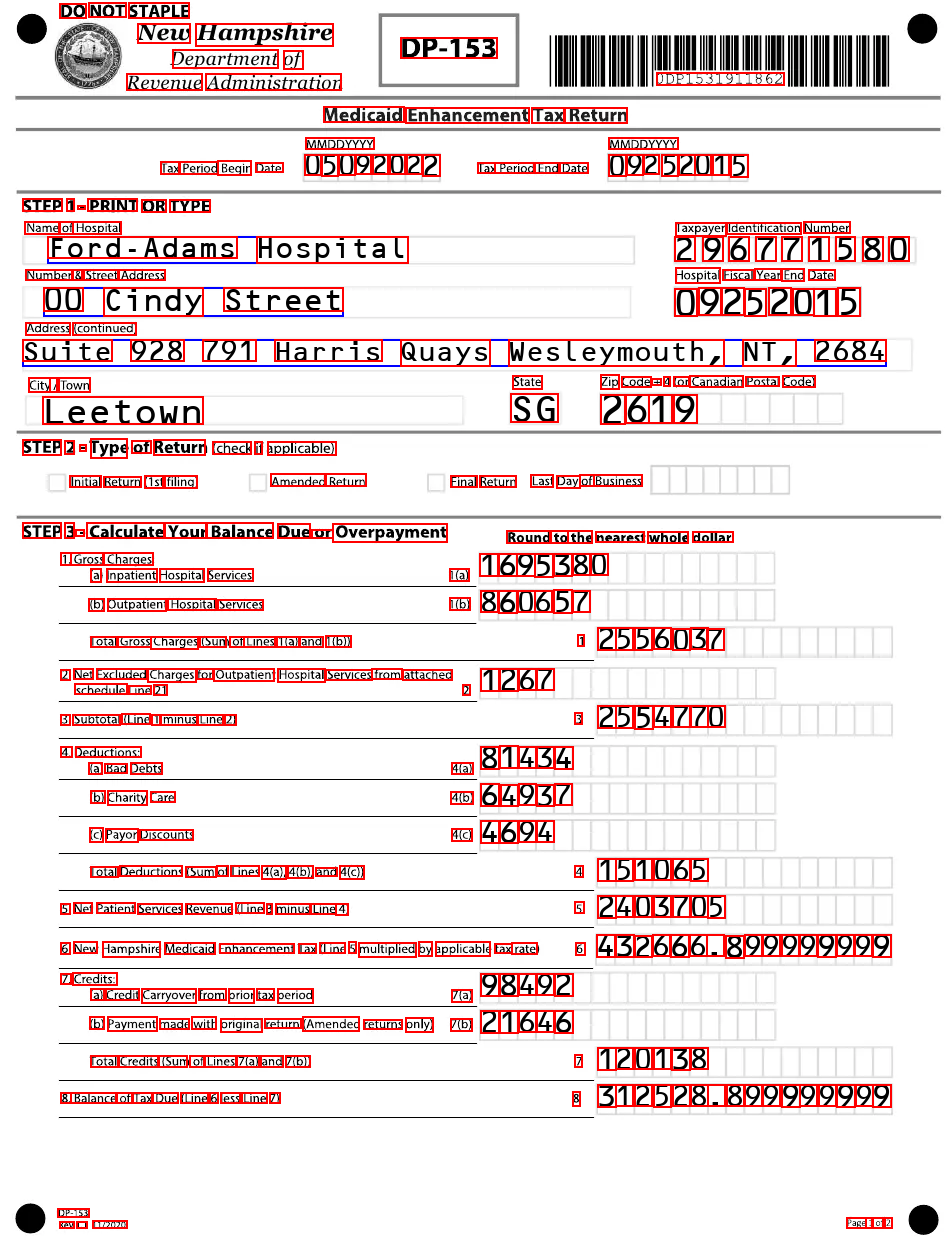 DO NOT STAPLE
New Hampshire
Department of
Revenue Administration
DP-153
0DP1531911862
Medicaid Enhancement Tax Return
MMDDYYYY MMDDYYYY
Tax Period Begin Date 05092022 Tax Period End Date 09252015
STEP 1 - PRINT OR TYPE
Name of Hospital Taxpayer Identification Number
Ford-Adams Hospital 296771580
Number & Street Address Hospital Fiscal Year End Date
00 Cindy Street 09252015
Address (continued)
Suite 928 791 Harris Quays Wesleymouth, NT, 2684
City / Town State Zip Code + 4 (or Canadian Postal Code)
Leetown SG 2619
STEP 2 - Type of Return (check if applicable)
Initial Return (1st filing Amended Return Final Return Last Day of Business
STEP 3 - Calculate Your Balance Due or Overpayment Round to the nearest whole dollar
1. Gross Charges
(a) Inpatient Hospital Services 1(a) 1695380
(b) Outpatient Hospital Services 1(b) 860657
Total Gross Charges (Sum of Lines 1(a) and 1(b)) 1 2556037
2. Net Excluded Charges for Outpatient Hospital Services from attached
schedule Line 21 2 1267
3. Subtotal (Line 1 minus Line 2) 3 2554770
4. Deductions:
(a) Bad Debts 4(a) 81434
(b) Charity Care 4(b) 64937
(c) Payor Discounts 4(c) 4694
Total Deductions (Sum of Lines 4(a), 4(b), and 4(c)) 4 151065
5. Net Patient Services Revenue (Line 3 minus Line 4) 5 2403705
6. New Hampshire Medicaid Enhancement Tax (Line 5 multiplied by applicable tax rate) 6 432666.899999999
7. Credits:
(a) Credit Carryover from prior tax period 7(a) 98492
(b) Payment made with original return (Amended returns only) 7(b) 21646
Total Credits (Sum of Lines 7(a) and 7(b)) 7 120138
8. Balance of Tax Due (Line 6 less Line 7) 8 312528.899999999
DP-153
Rev 1.1 11/2020 Page 1 of 2